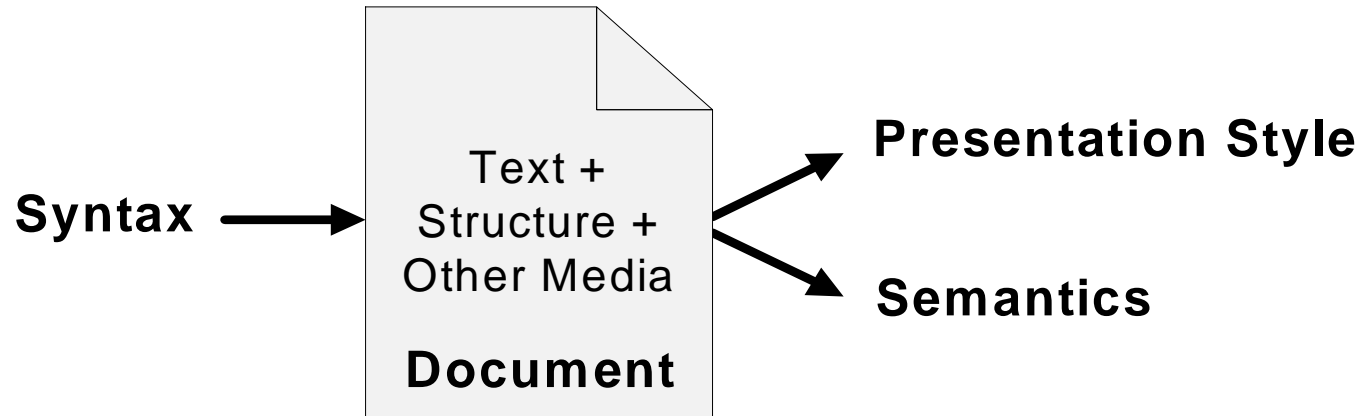 Syntax
Text +
Structure +
Other Media
Document
Presentation Style
Semantics